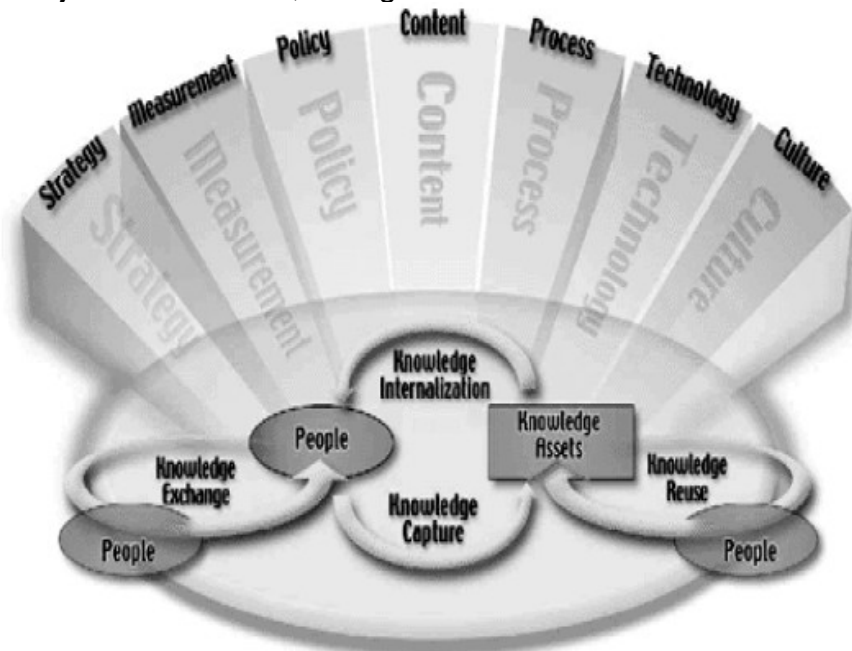 Strategy
Measurement
Policy
Content
Process
Technology
Culture
Strategy
Measurement
Policy
Content
Process
Technology
Culture
Knowledge
Internalization
People
Knowledge
Assets
Knowledge
Exchange
Knowledge
Reuse
Knowledge
Capture
People
People